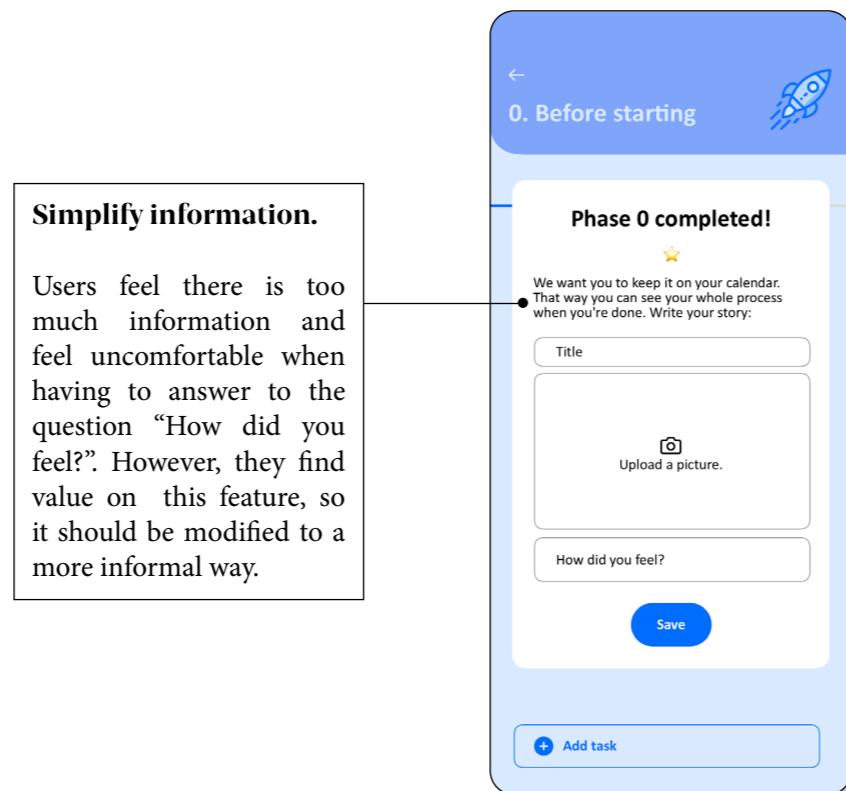 Simplify information.
Users feel there is too
much information and
feel uncomfortable when
having to answer to the
question “How did you
feel?”. However, they find
value on this feature, so
it should be modified to a
more informal way.
←
0. Before starting
Phase 0 completed!
We want you to keep it on your calendar.
That way you can see your whole process
when you're done. Write your story:
Title
Upload a picture.
How did you feel?
Save
Add task